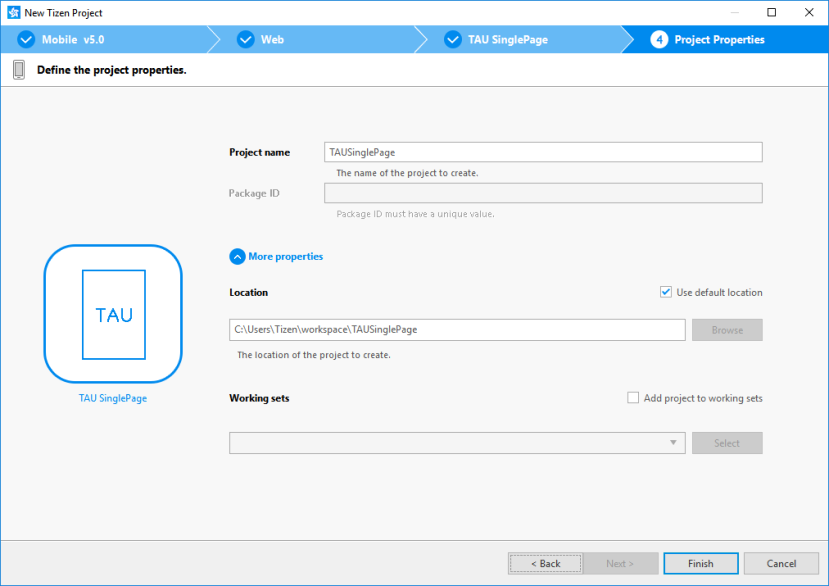 New Tizen Project
Mobile v5.0
Web
TAU SinglePage
4 Project Properties
Define the project properties.
Project name
TAUSinglePage
The name of the project to create.
Package ID
Package ID must have a unique value.
More properties
Location
Use default location
C:\Users\Tizen\workspace\TAUSinglePage
Browse
The location of the project to create.
TAU
TAU SinglePage
Working sets
Add project to working sets
Select
< Back
Next >
Finish
Cancel